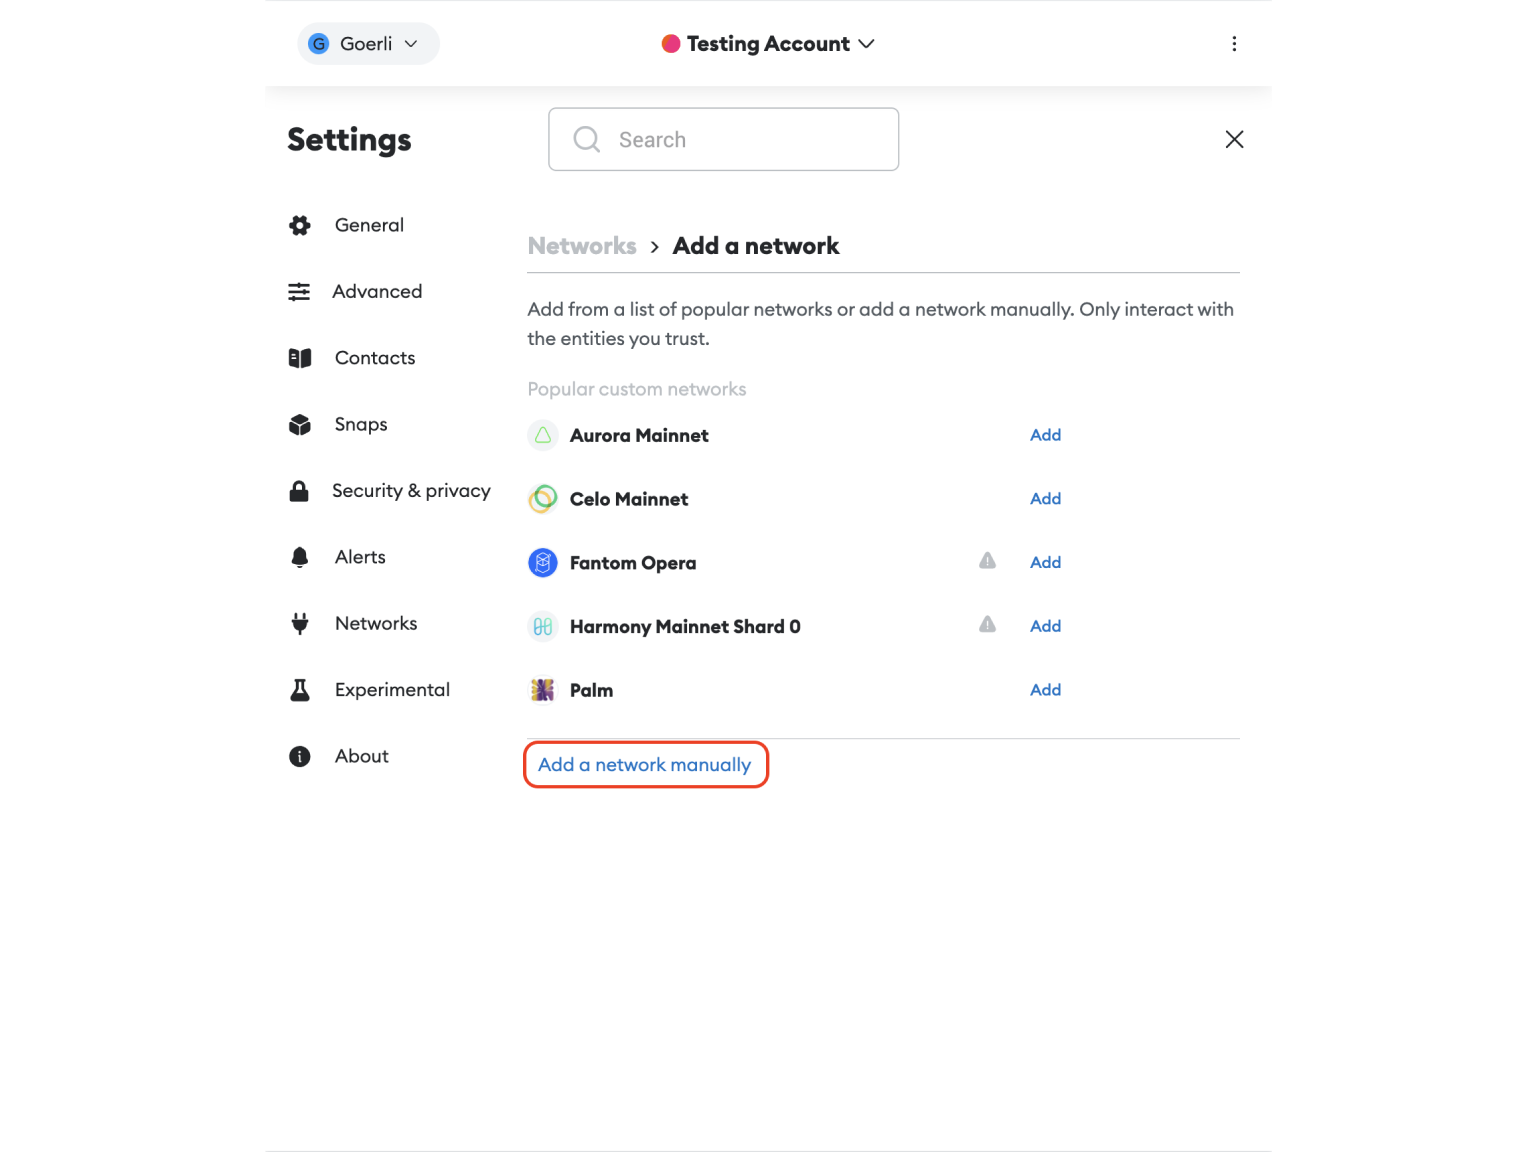 G Goerli
Testing Account
Settings
Search
General
Advanced
Contacts
Snaps
Security & privacy
Alerts
Networks
Experimental
About
Networks > Add a network
Add from a list of popular networks or add a network manually. Only interact with
the entities you trust.
Popular custom networks
Aurora Mainnet Add
Celo Mainnet Add
Fantom Opera Add
Harmony Mainnet Shard 0 Add
Palm Add
Add a network manually